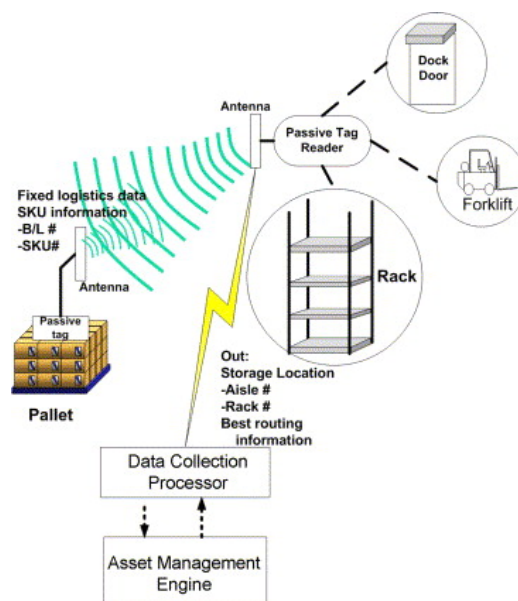 Dock
Door
Antenna
Passive Tag
Reader
Forklift
Fixed logistics data
SKU information
-B/L #
-SKU#
Antenna
Rack
Passive
tag
Pallet
Out:
Storage Location
-Aisle #
-Rack #
Best routing
information
Data Collection
Processor
Asset Management
Engine